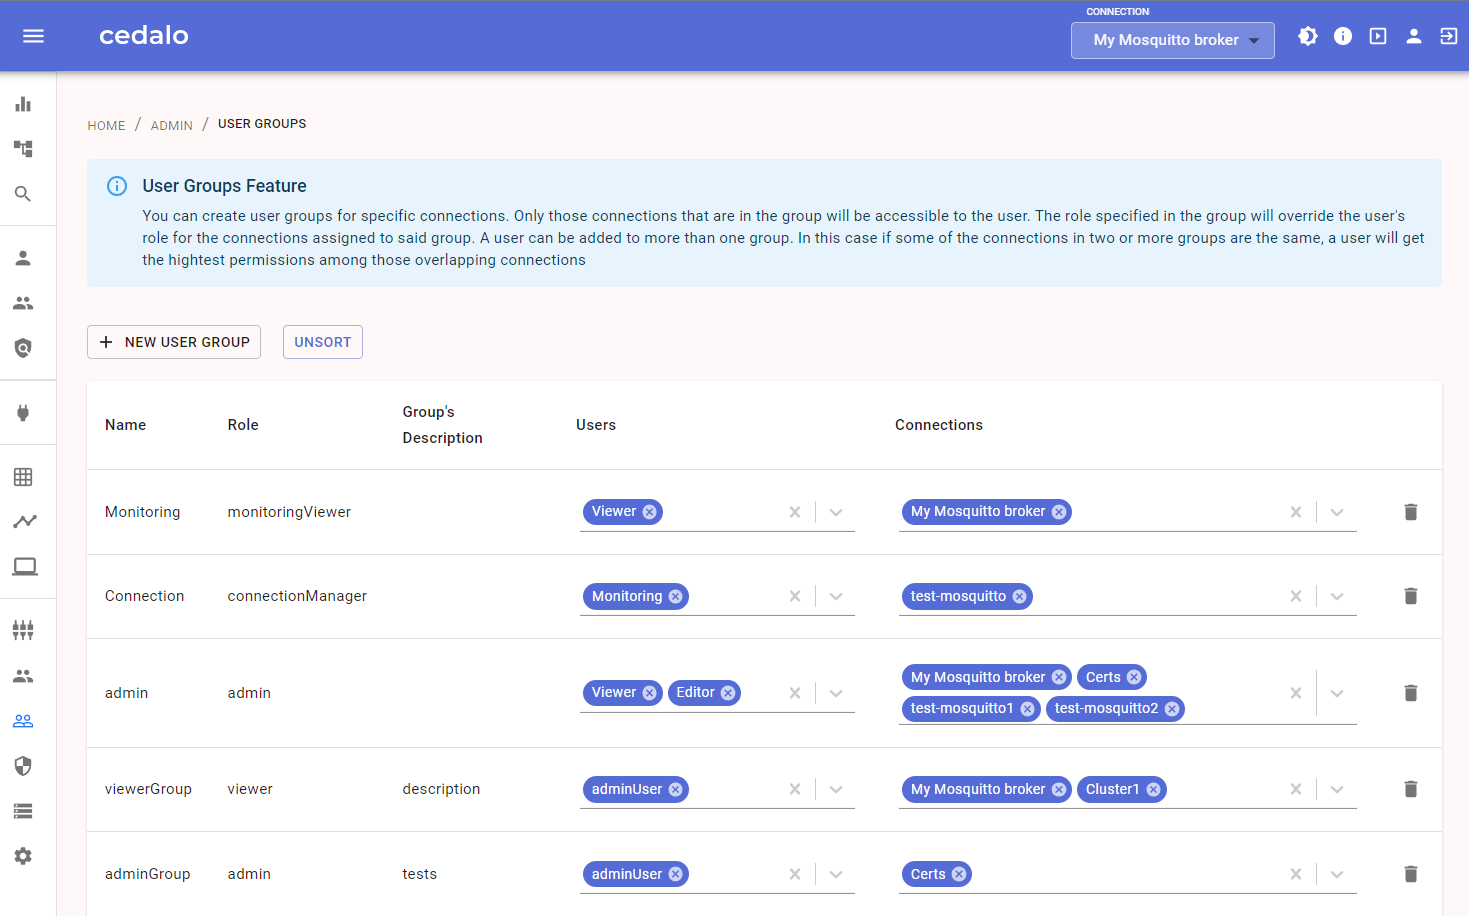 cedalo
CONNECTION
My Mosquitto broker
HOME / ADMIN / USER GROUPS
User Groups Feature
You can create user groups for specific connections. Only those connections that are in the group will be accessible to the user. The role specified in the group will override the user's
role for the connections assigned to said group. A user can be added to more than one group. In this case if some of the connections in two or more groups are the same, a user will get
the hightest permissions among those overlapping connections
+ NEW USER GROUP UNSORT
Name Role Group's Description Users Connections
Monitoring monitoringViewer Viewer My Mosquitto broker
Connection connectionManager Monitoring test-mosquitto
admin admin Viewer Editor My Mosquitto broker Certs
test-mosquitto1 test-mosquitto2
viewerGroup viewer description adminUser My Mosquitto broker Cluster1
adminGroup admin tests adminUser Certs